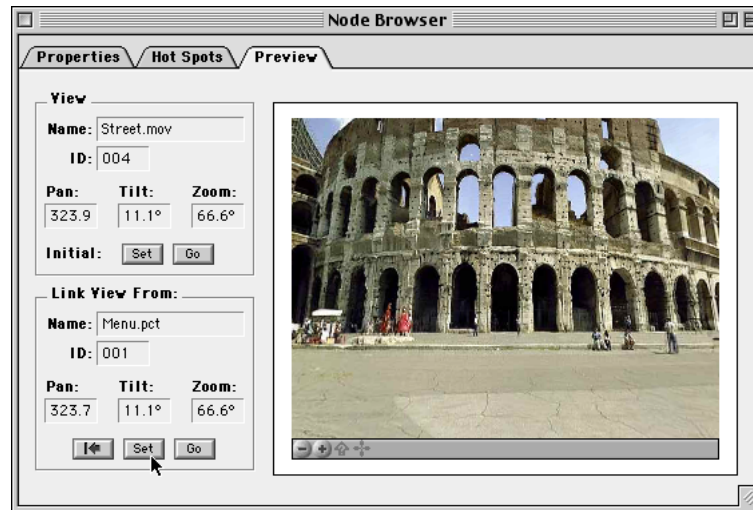 Node Browser
Properties Hot Spots Preview
View
Name: Street.mov
ID: 004
Pan: Tilt: Zoom:
323.9 11.1° 66.6°
Initial: Set Go
Link View From:
Name: Menu.pct
ID: 001
Pan: Tilt: Zoom:
323.7 11.1° 66.6°
Set Go